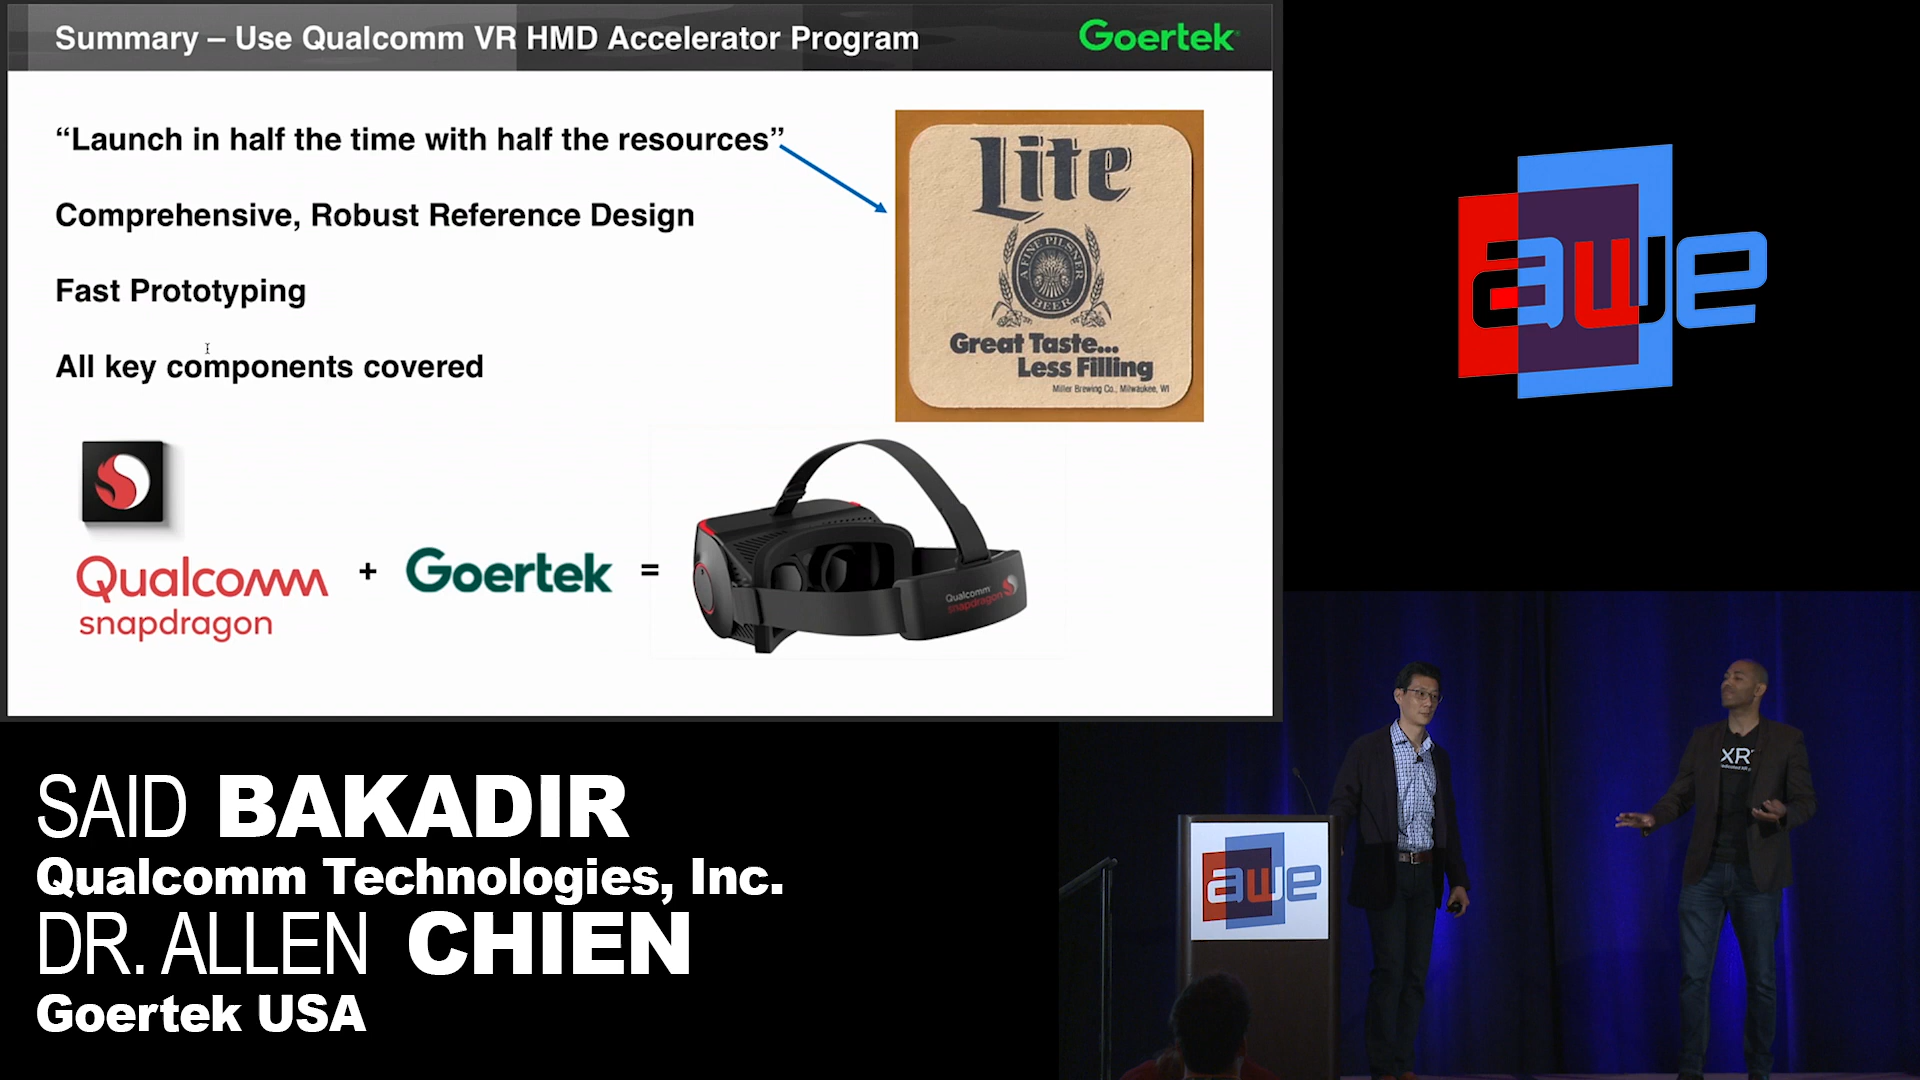 Summary – Use Qualcomm VR HMD Accelerator Program
Goertek
“Launch in half the time with half the resources”
Comprehensive, Robust Reference Design
Fast Prototyping
All key components covered
Lite
A FINE PILSNER
BEER
Great Taste...
Less Filling
Miller Brewing Co., Milwaukee, WI
Qualcomm
snapdragon
+
Goertek
=
Qualcomm
snapdragon
awe
SAID BAKADIR
Qualcomm Technologies, Inc.
DR. ALLEN CHIEN
Goertek USA
XR
awe